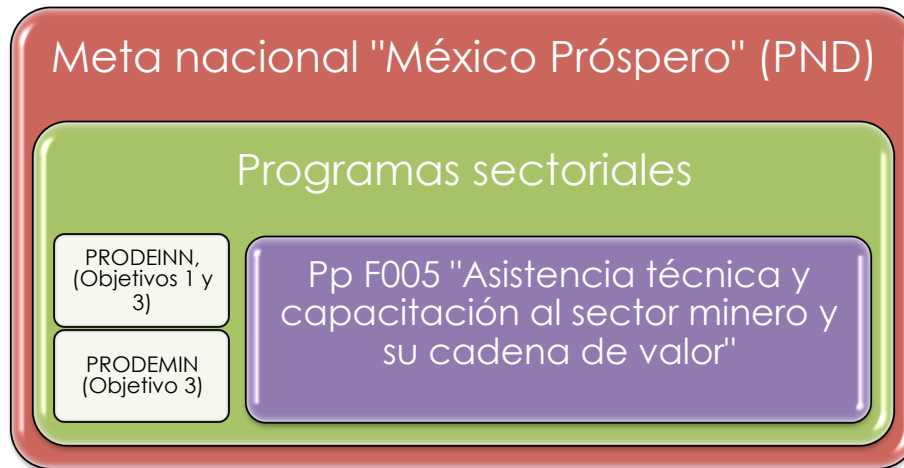 Meta nacional "México Próspero" (PND)
Programas sectoriales
PRODEINN,
(Objetivos 1 y
3)
PRODEMIN
(Objetivo 3)
Pp F005 "Asistencia técnica y
capacitación al sector minero y
su cadena de valor"